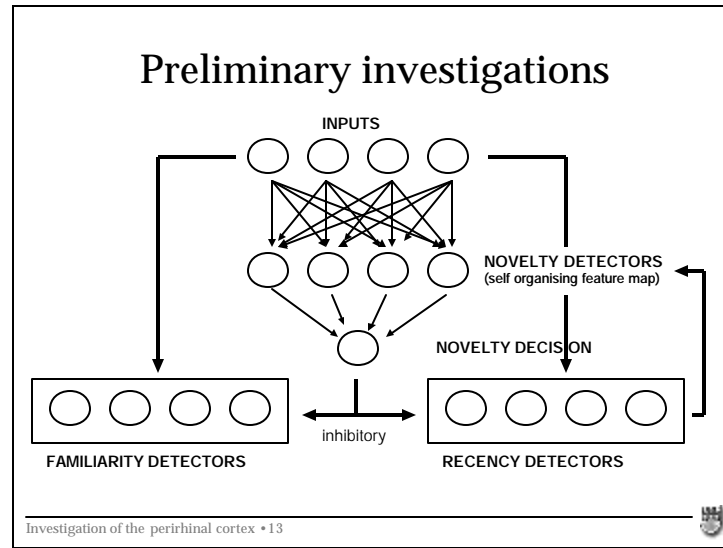 Preliminary investigations
INPUTS
NOVELTY DETECTORS
(self organising feature map)
NOVELTY DECISION
inhibitory
FAMILIARITY DETECTORS
RECENCY DETECTORS
Investigation of the perirhinal cortex • 13